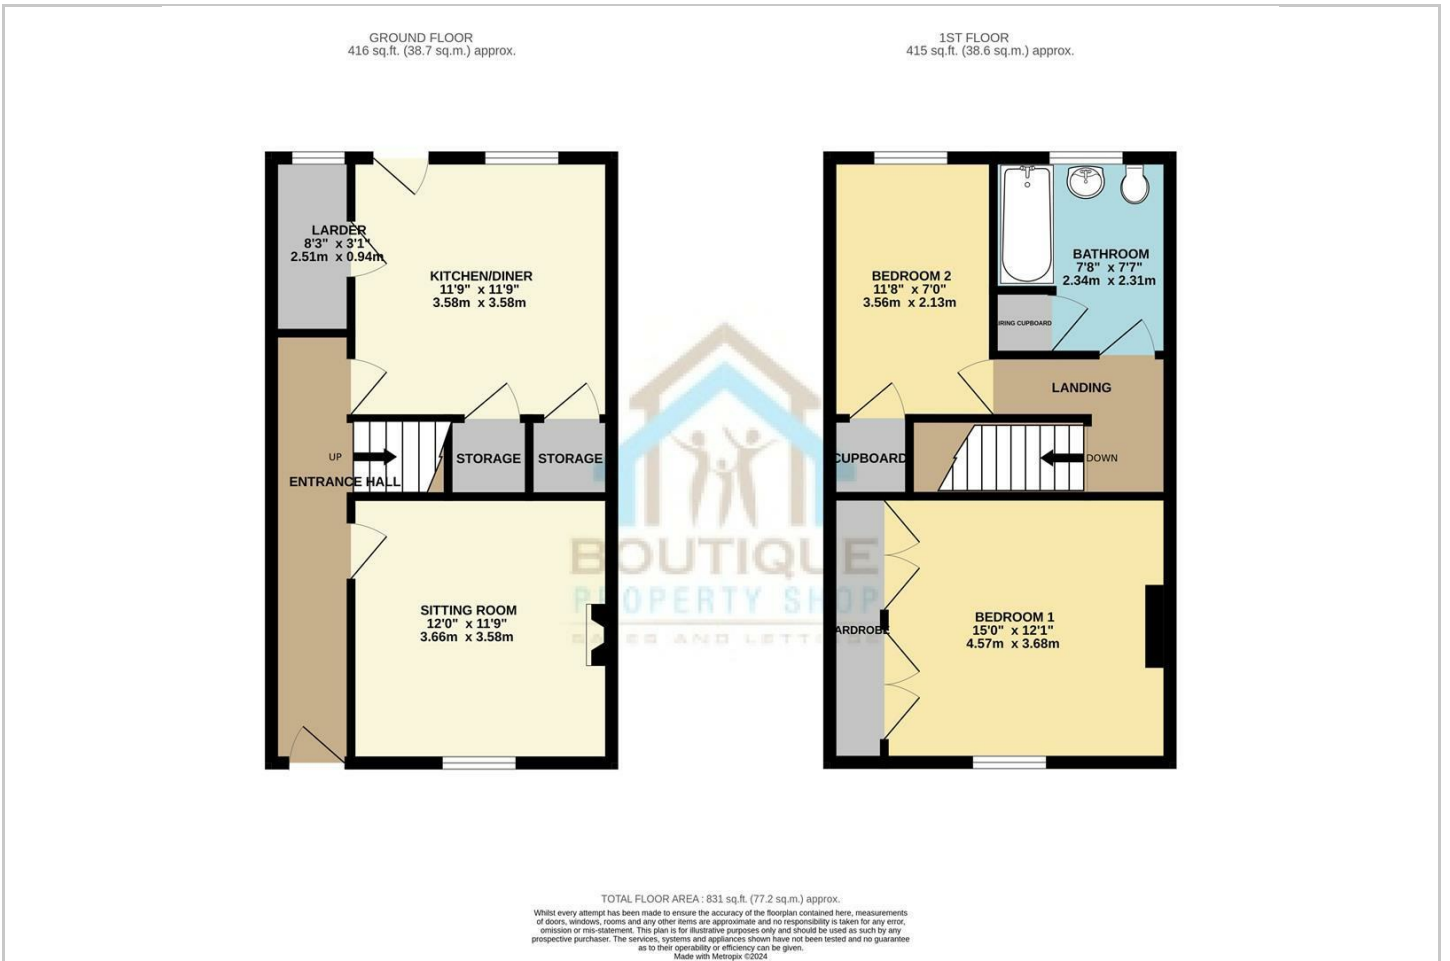 GROUND FLOOR
416 sq.ft. (38.7 sq.m.) approx.
1ST FLOOR
415 sq.ft. (38.6 sq.m.) approx.
LARDER
8'3" x 3'1"
2.51m x 0.94m
KITCHEN/DINER
11'9" x 11'9"
3.58m x 3.58m
UP
ENTRANCE HALL
STORAGE
STORAGE
SITTING ROOM
12'0" x 11'9"
3.66m x 3.58m
BEDROOM 2
11'8" x 7'0"
3.56m x 2.13m
BATHROOM
7'8" x 7'7"
2.34m x 2.31m
IRING CUPBOARD
LANDING
CUPBOARD
DOWN
ARDROBE
BEDROOM 1
15'0" x 12'1"
4.57m x 3.68m
BOUTIQUE
PROPERTY SHOP
SALES AND LETTINGS
TOTAL FLOOR AREA : 831 sq.ft. (77.2 sq.m.) approx.
Whilst every attempt has been made to ensure the accuracy of the floorplan contained here, measurements
of doors, windows, rooms and any other items are approximate and no responsibility is taken for any error,
omission or mis-statement. This plan is for illustrative purposes only and should be used as such by any
prospective purchaser. The services, systems and appliances shown have not been tested and no guarantee
as to their operability or efficiency can be given.
Made with Metropix ©2024